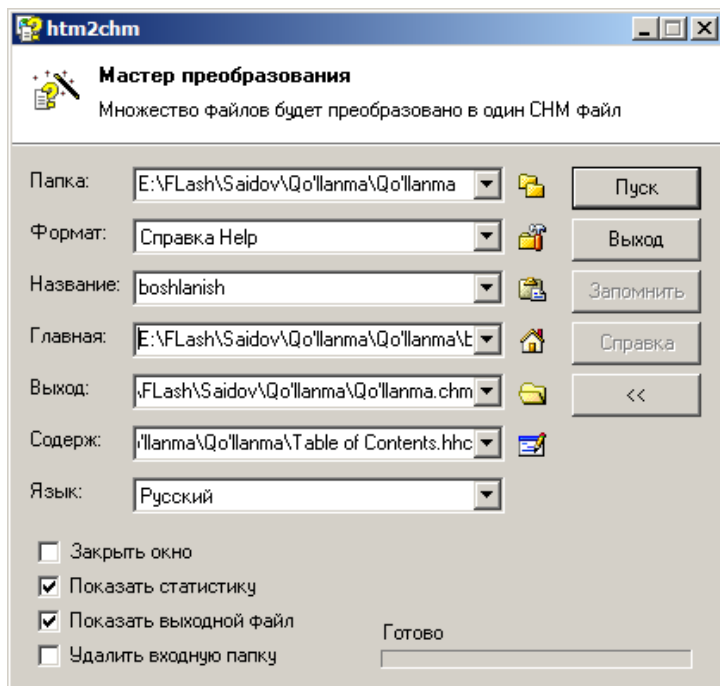 htm2chm
Мастер преобразования
Множество файлов будет преобразовано в один CHM файл
Папка: E:\FLash\Saidov\Qo'llanma\Qo'llanma Пуск
Формат: Справка Help Выход
Название: boshlanish Запомнить
Главная: E:\FLash\Saidov\Qo'llanma\Qo'llanma\ Справка
Выход: \FLash\Saidov\Qo'llanma\Qo'llanma.chm <<
Содерж: 'llanma\Qo'llanma\Table of Contents.hhc
Язык: Русский
Закрыть окно
Показать статистику
Показать выходной файл
Удалить входную папку
Готово